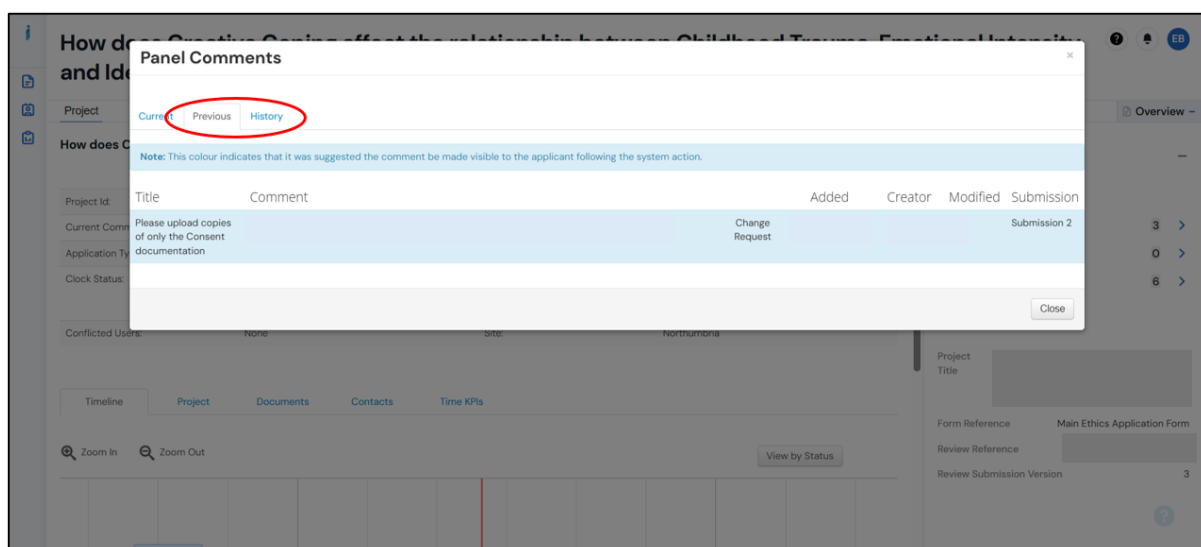 How does Creative Coping affect the relationship between Childhood Trauma, Emotional Intensity
and Ide
EB
Panel Comments
×
Project
Current
Previous
History
Overview −
How does C
Note: This colour indicates that it was suggested the comment be made visible to the applicant following the system action.
Title Comment Added Creator Modified Submission
Project Id:
Please upload copies
of only the Consent
documentation
Change
Request
Submission 2
Current Comm
3
Application Ty
0
Clock Status:
6
Close
Conflicted Users: None Site: Northumbria
Project
Title
Timeline Project Documents Contacts Time KPIs
Form Reference Main Ethics Application Form
Zoom In Zoom Out
View by Status
Review Reference
Review Submission Version 3